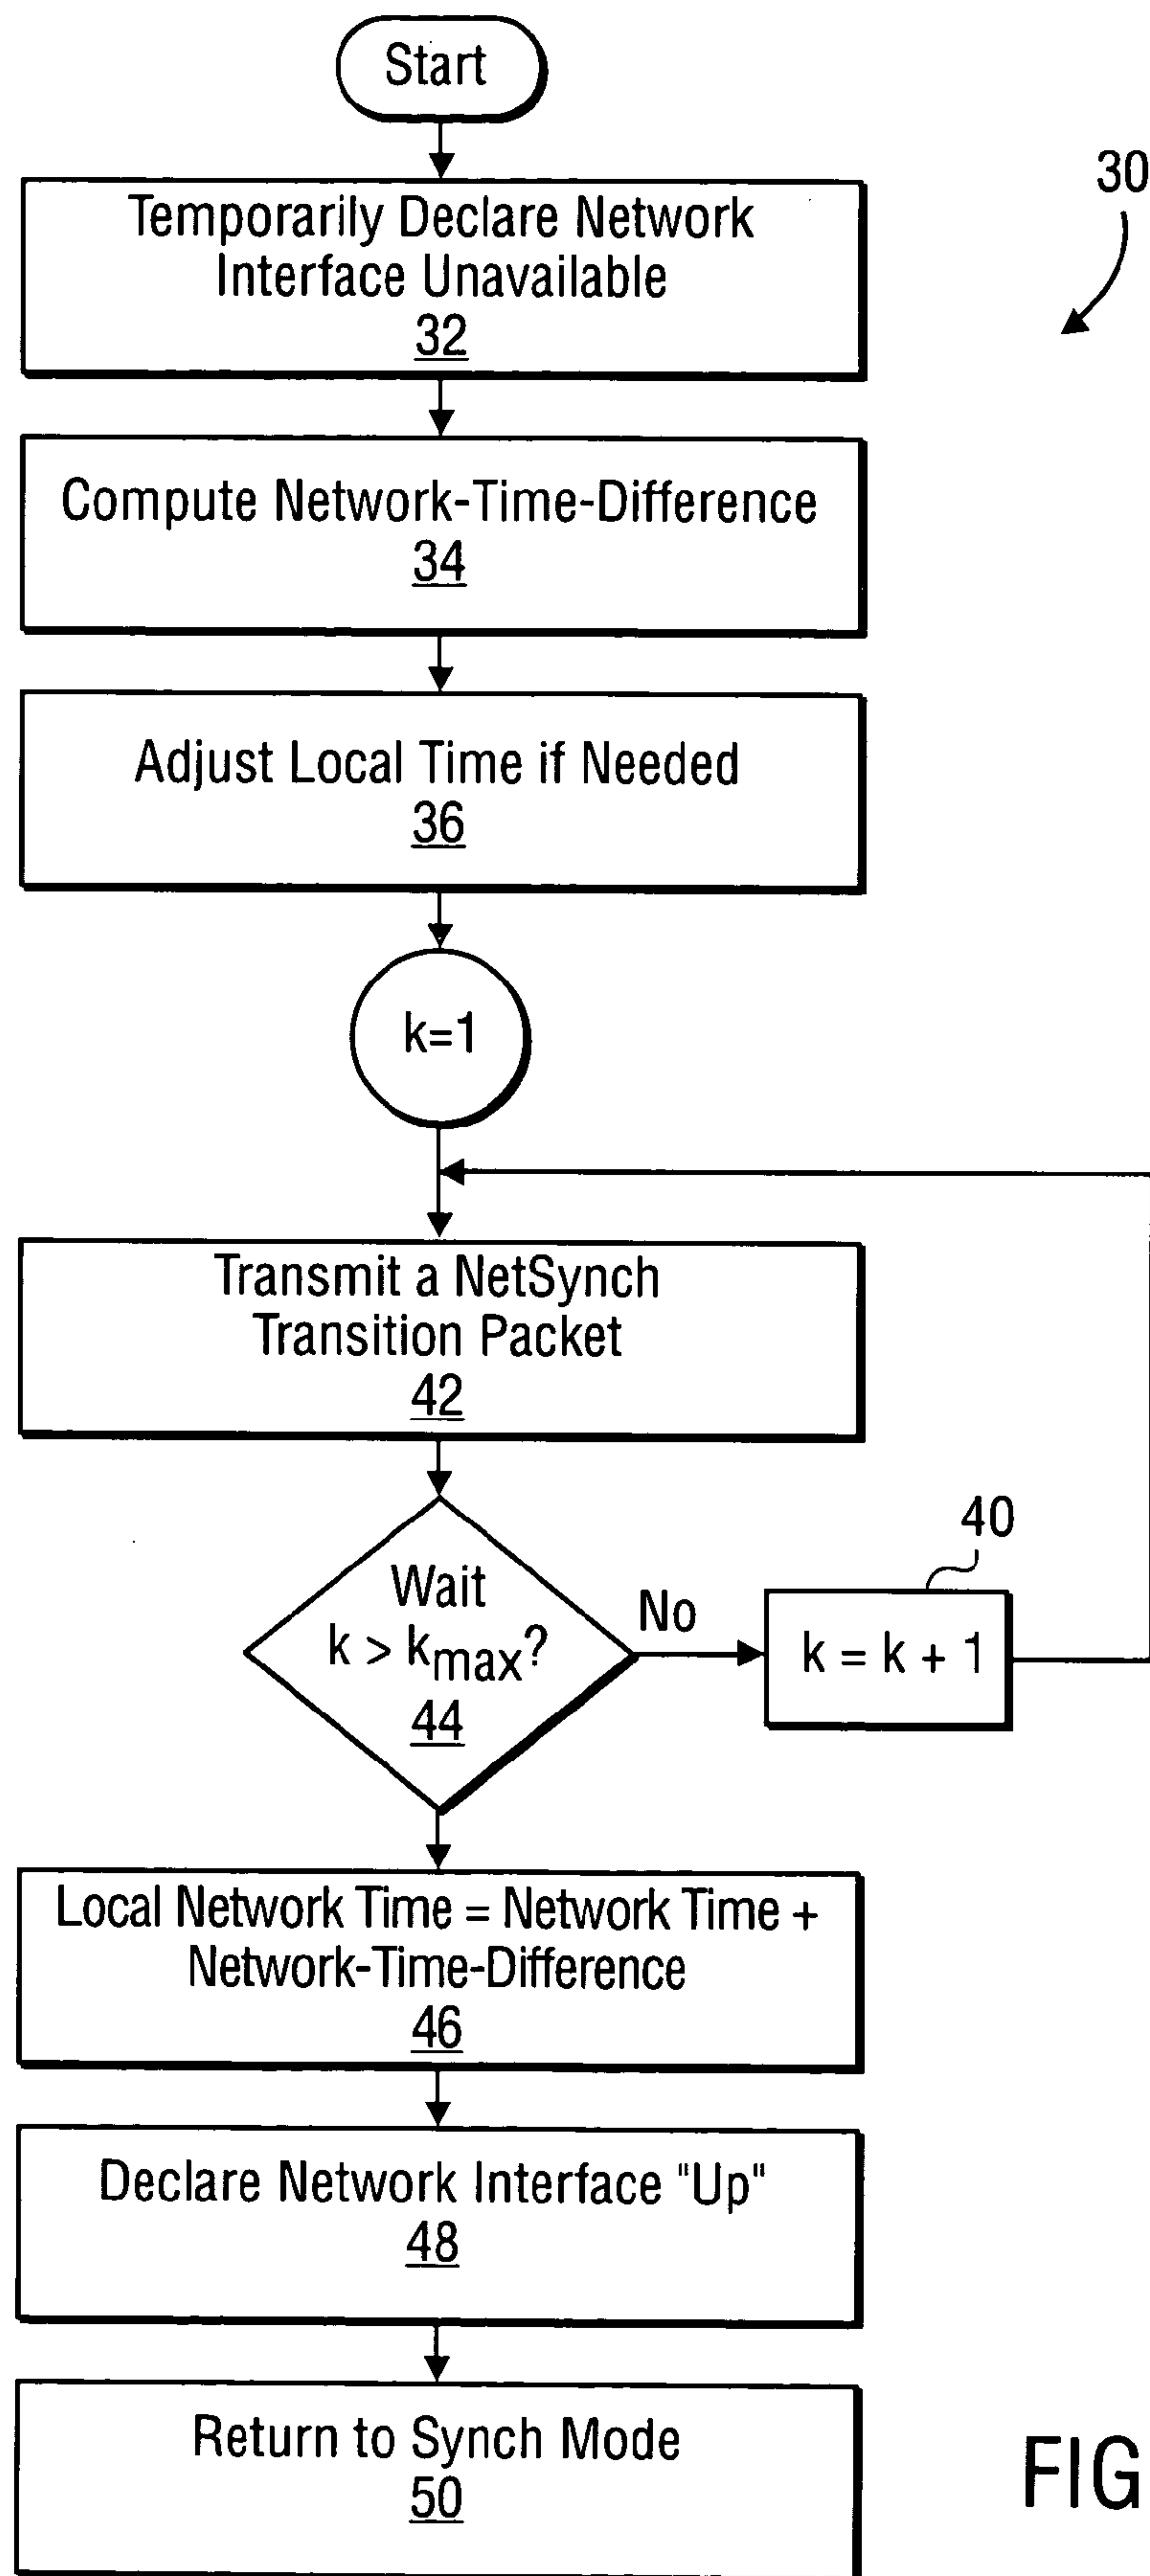 Start
30
Temporarily Declare Network
Interface Unavailable
32
Compute Network-Time-Difference
34
Adjust Local Time if Needed
36
k=1
Transmit a NetSynch
Transition Packet
42
Wait
k > kmax?
44
No
40
k = k + 1
Local Network Time = Network Time +
Network-Time-Difference
46
Declare Network Interface "Up"
48
Return to Synch Mode
50
FIG